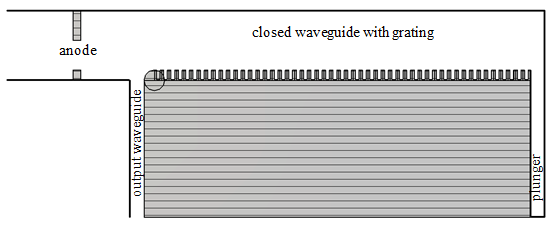 closed waveguide with grating
anode
output waveguide
plunger